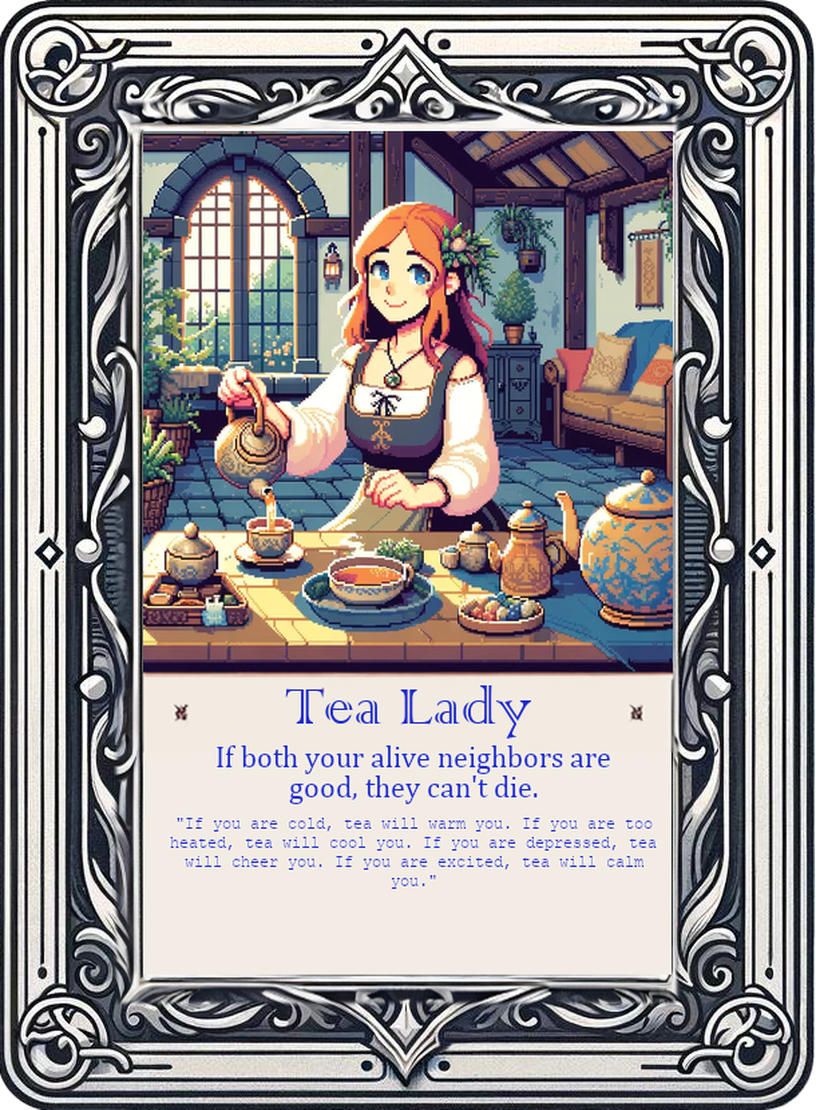 Tea Lady
If both your alive neighbors are
good, they can't die.
"If you are cold, tea will warm you. If you are too
heated, tea will cool you. If you are depressed, tea
will cheer you. If you are excited, tea will calm
you."